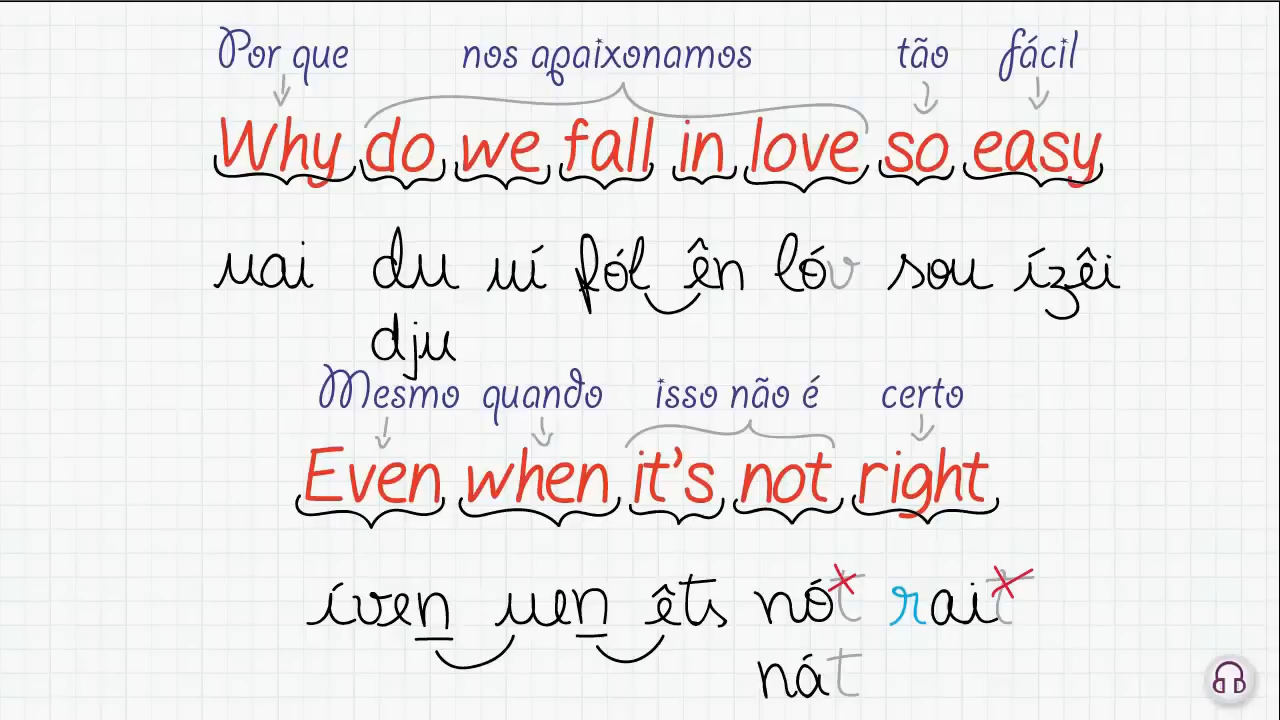 Por que nos apaixonamos tão fácil
Why do we fall in love so easy
uai du uí fól ên lóv sou ízêi
dju
Mesmo quando isso não é certo
Even when it's not right
íven uen êts nót rait
nát